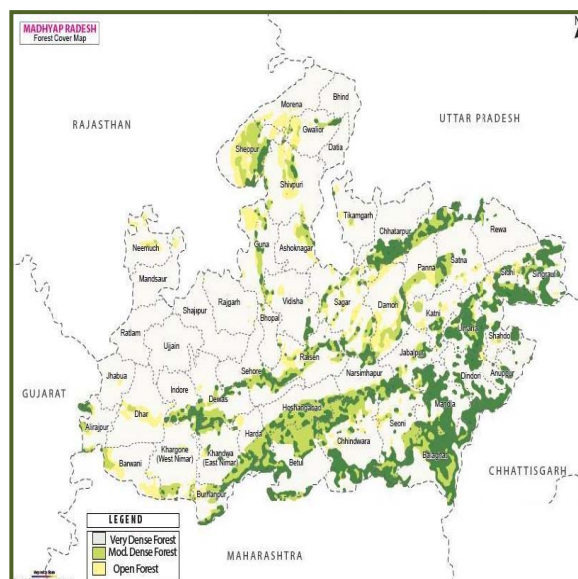 MADHYAP RADESH
Forest Cover Map
N
RAJASTHAN
UTTAR PRADESH
GUJARAT
CHHATTISGARH
MAHARASHTRA
Bhind
Morena
Gwalior
Datia
Sheopur
Shivpuri
Tikamgarh
Chhatarpur
Rewa
Neemuch
Guna
Ashoknagar
Panna
Satna
Sidhi
Singrauli
Mandsaur
Rajgarh
Vidisha
Sagar
Damoh
Katni
Shajipur
Bhopal
Umaria
Shahdol
Ratlam
Ujjain
Raisen
Jabalpur
Anuppur
Jhabua
Indore
Dewas
Sehore
Narsimhapur
Dindori
Dhar
Hoshangabad
Mandla
Alirajpur
Harda
Seoni
Khargone
(West Nimar)
Khandwa
(East Nimar)
Chhindwara
Balaghat
Barwani
Betul
Burhanpur
LEGEND
Very Dense Forest
Mod. Dense Forest
Open Forest